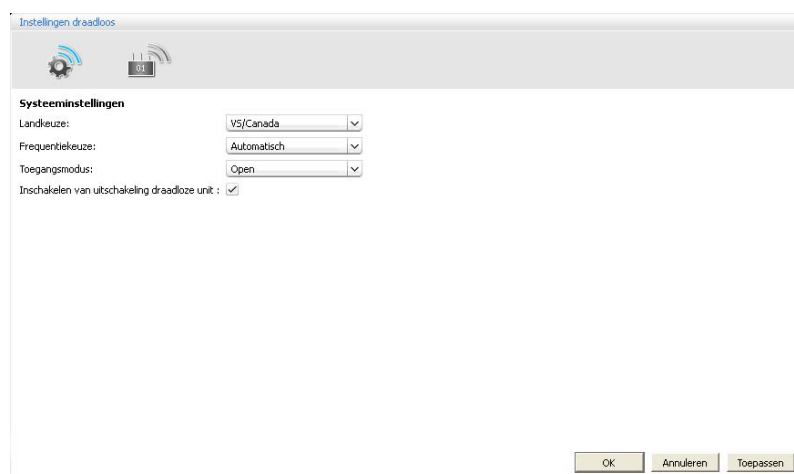 Instellingen draadloos
01
Systeeminstellingen
Landkeuze: VS/Canada
Frequentiekeuze: Automatisch
Toegangsmodus: Open
Inschakelen van uitschakeling draadloze unit :
OK Annuleren Toepassen